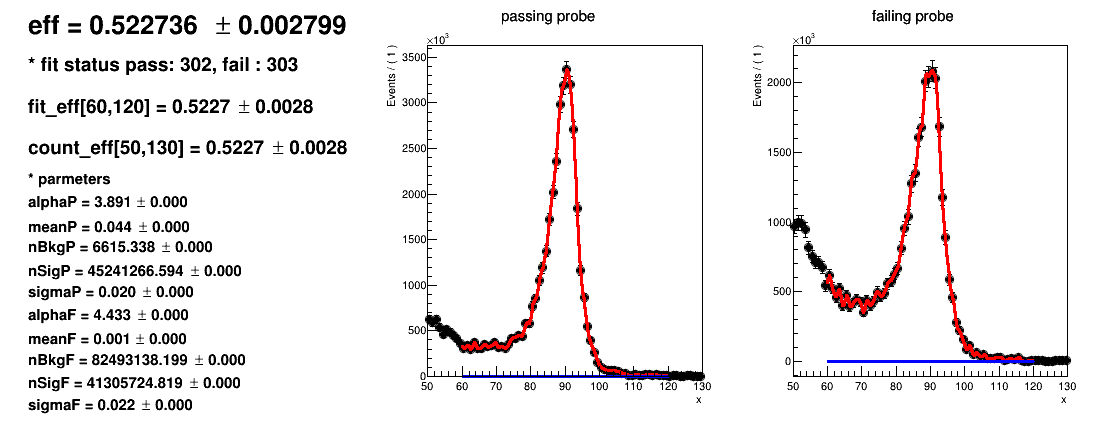 eff = 0.522736 ± 0.002799
* fit status pass: 302, fail : 303
fit_eff[60,120] = 0.5227 ± 0.0028
count_eff[50,130] = 0.5227 ± 0.0028
* parmeters
alphaP = 3.891 ± 0.000
meanP = 0.044 ± 0.000
nBkgP = 6615.338 ± 0.000
nSigP = 45241266.594 ± 0.000
sigmaP = 0.020 ± 0.000
alphaF = 4.433 ± 0.000
meanF = 0.001 ± 0.000
nBkgF = 82493138.199 ± 0.000
nSigF = 41305724.819 ± 0.000
sigmaF = 0.022 ± 0.000
passing probe
×10³
Events / ( 1 )
3500
3000
2500
2000
1500
1000
500
0
50 60 70 80 90 100 110 120 130
x
failing probe
×10³
Events / ( 1 )
2000
1500
1000
500
0
50 60 70 80 90 100 110 120 130
x